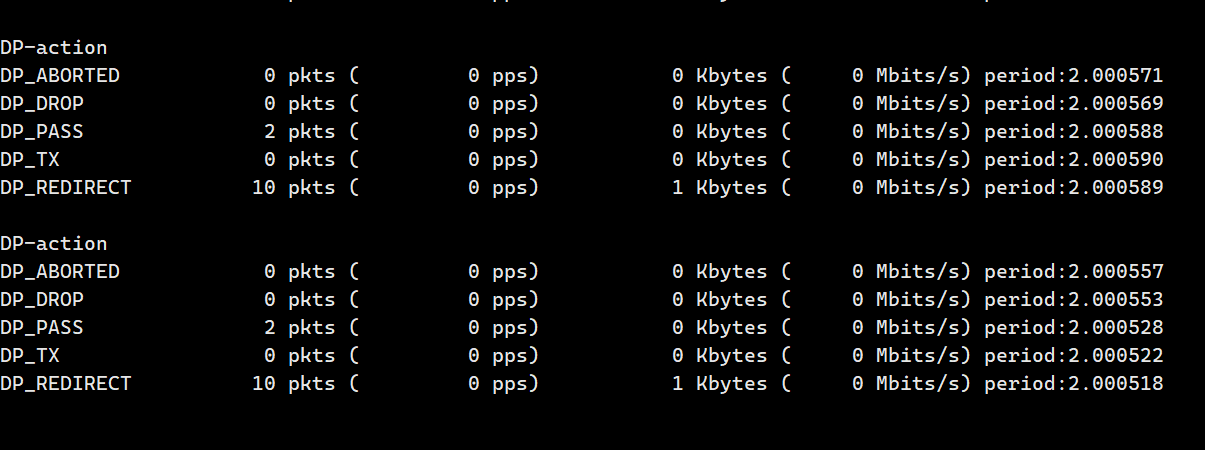 DP-action
DP_ABORTED 0 pkts ( 0 pps) 0 Kbytes ( 0 Mbits/s) period:2.000571
DP_DROP 0 pkts ( 0 pps) 0 Kbytes ( 0 Mbits/s) period:2.000569
DP_PASS 2 pkts ( 0 pps) 0 Kbytes ( 0 Mbits/s) period:2.000588
DP_TX 0 pkts ( 0 pps) 0 Kbytes ( 0 Mbits/s) period:2.000590
DP_REDIRECT 10 pkts ( 0 pps) 1 Kbytes ( 0 Mbits/s) period:2.000589
DP-action
DP_ABORTED 0 pkts ( 0 pps) 0 Kbytes ( 0 Mbits/s) period:2.000557
DP_DROP 0 pkts ( 0 pps) 0 Kbytes ( 0 Mbits/s) period:2.000553
DP_PASS 2 pkts ( 0 pps) 0 Kbytes ( 0 Mbits/s) period:2.000528
DP_TX 0 pkts ( 0 pps) 0 Kbytes ( 0 Mbits/s) period:2.000522
DP_REDIRECT 10 pkts ( 0 pps) 1 Kbytes ( 0 Mbits/s) period:2.000518